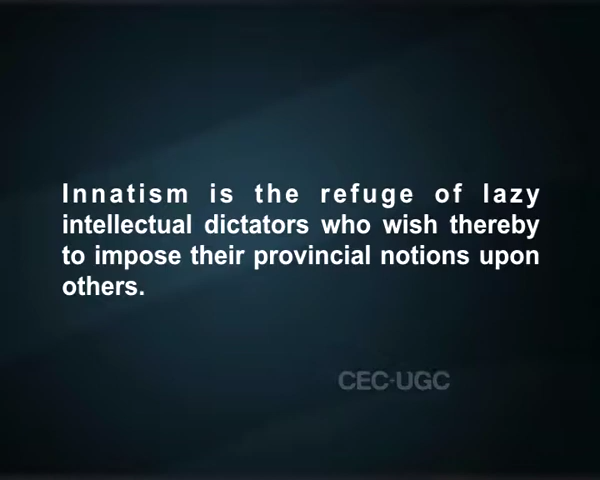 Innatism is the refuge of lazy
intellectual dictators who wish thereby
to impose their provincial notions upon
others.
CEC-UGC